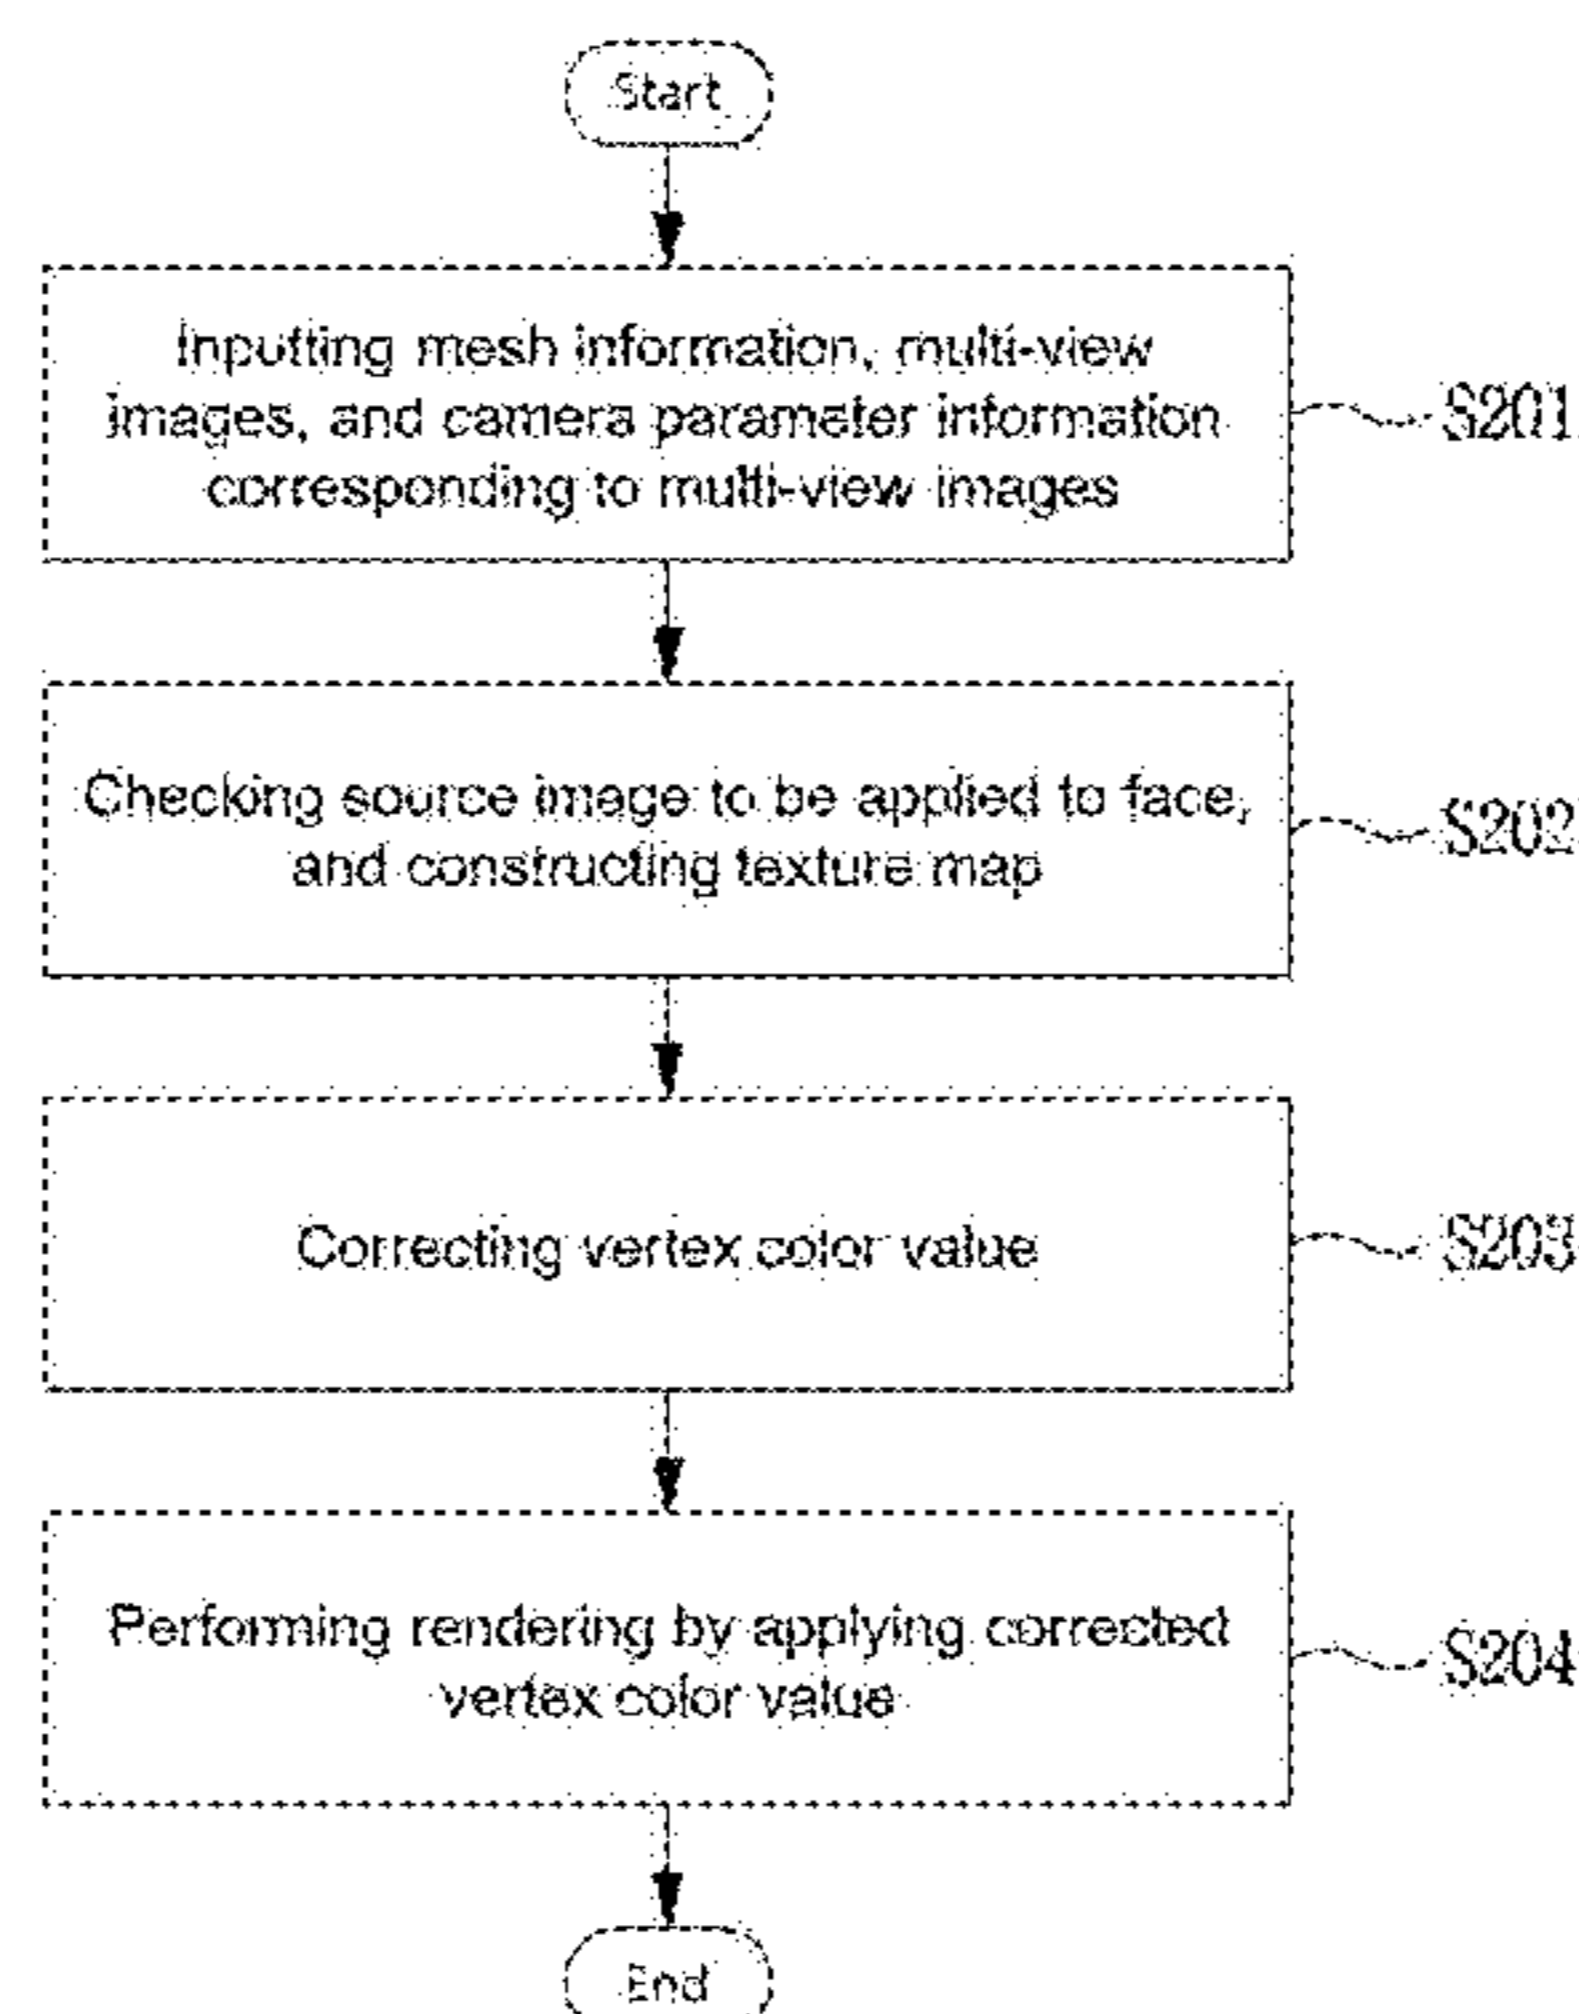 Start
Inputting mesh information, multi-view
images, and camera parameter information
corresponding to multi-view images
S201
Checking source image to be applied to face,
and constructing texture map
S202
Correcting vertex color value
S203
Performing rendering by applying corrected
vertex color value
S204
End